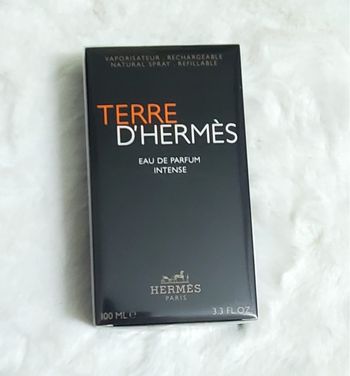 VAPORISATEUR . RECHARGEABLE
NATURAL SPRAY . REFILLABLE
TERRE
D'HERMÈS
EAU DE PARFUM
INTENSE
HERMÈS
PARIS
100 ML ℮ 3.3 FL.OZ.